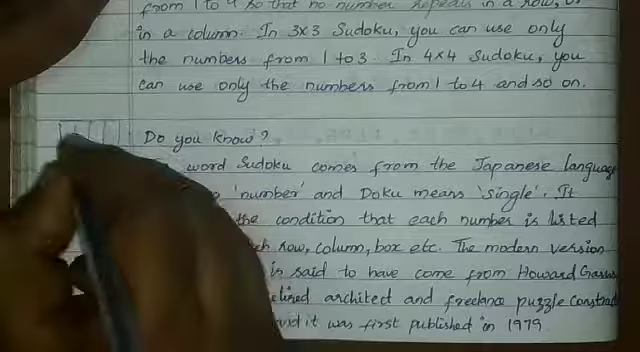 from 1 to 4 so that no number repeats in a row, or
in a column. In 3x3 Sudoku, you can use only
the numbers from 1 to 3. In 4x4 Sudoku, you
can use only the numbers from 1 to 4 and so on.
Do you know?
word Sudoku comes from the Japanese language
'number' and Doku means 'single'. It
the condition that each number is listed
row, column, box etc. The modern version
is said to have come from Howard Garns
architect and freelance puzzle
and it was first published in 1979